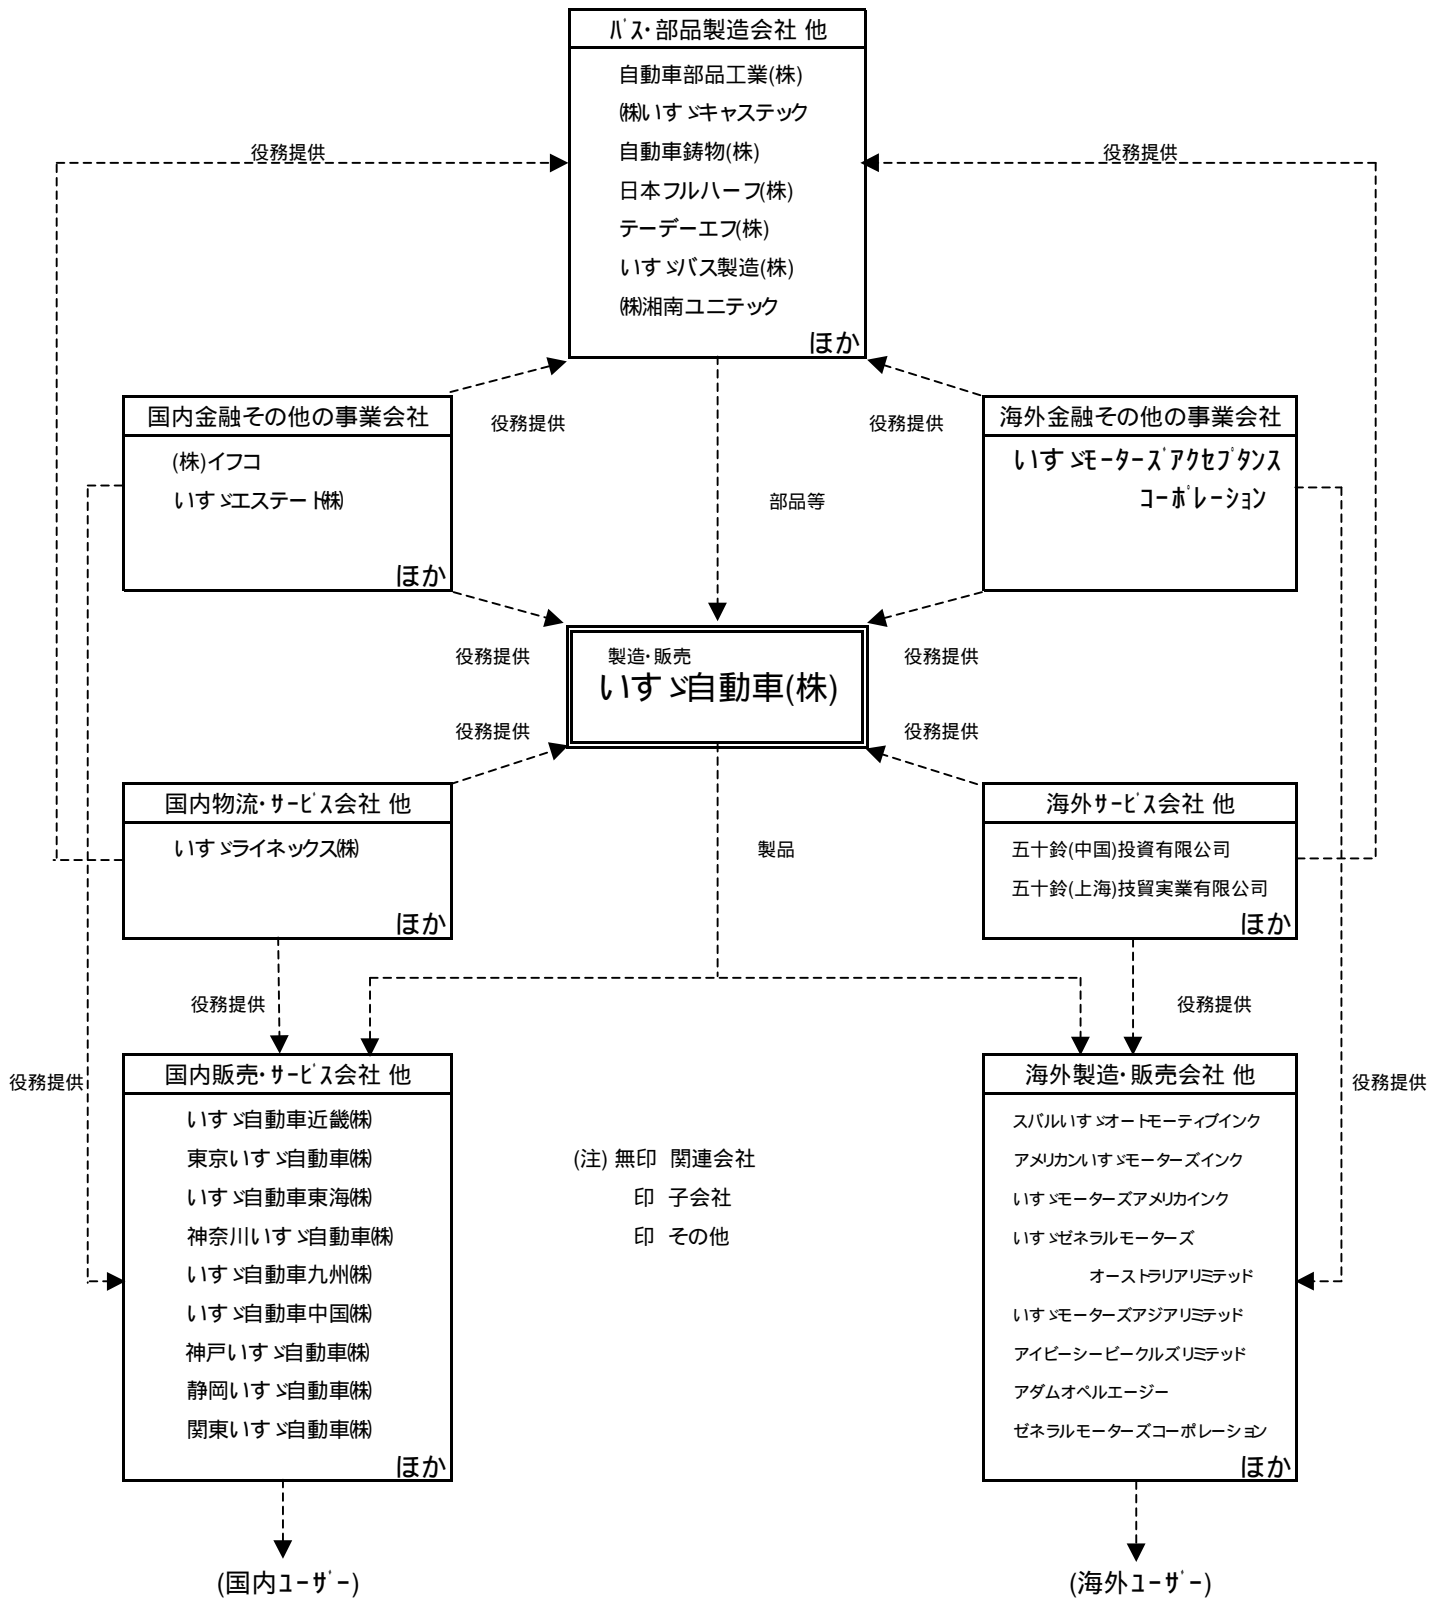 バス・部品製造会社 他
自動車部品工業(株)
(株)いすゞキャステック
自動車鋳物(株)
日本フルハーフ(株)
テーデーエフ(株)
いすゞバス製造(株)
(株)湘南ユニテック
ほか
役務提供
役務提供
国内金融その他の事業会社
(株)イフコ
いすゞエステート(株)
ほか
役務提供
役務提供
海外金融その他の事業会社
いすゞモーターズアクセプタンス
コーポレーション
部品等
役務提供
役務提供
製造・販売
いすゞ自動車(株)
役務提供
役務提供
国内物流・サービス会社 他
いすゞライネックス(株)
ほか
製品
海外サービス会社 他
五十鈴(中国)投資有限公司
五十鈴(上海)技貿実業有限公司
ほか
役務提供
役務提供
役務提供
役務提供
国内販売・サービス会社 他
いすゞ自動車近畿(株)
東京いすゞ自動車(株)
いすゞ自動車東海(株)
神奈川いすゞ自動車(株)
いすゞ自動車九州(株)
いすゞ自動車中国(株)
神戸いすゞ自動車(株)
静岡いすゞ自動車(株)
関東いすゞ自動車(株)
ほか
(注) 無印 関連会社
印 子会社
印 その他
海外製造・販売会社 他
スバルいすゞオートモーティブインク
アメリカンいすゞモーターズインク
いすゞモーターズアメリカインク
いすゞゼネラルモーターズ
オーストラリアリミテッド
いすゞモーターズアジアリミテッド
アイビーシービークルズリミテッド
アダムオペルエージー
ゼネラルモーターズコーポレーション
ほか
(国内ユーザー)
(海外ユーザー)